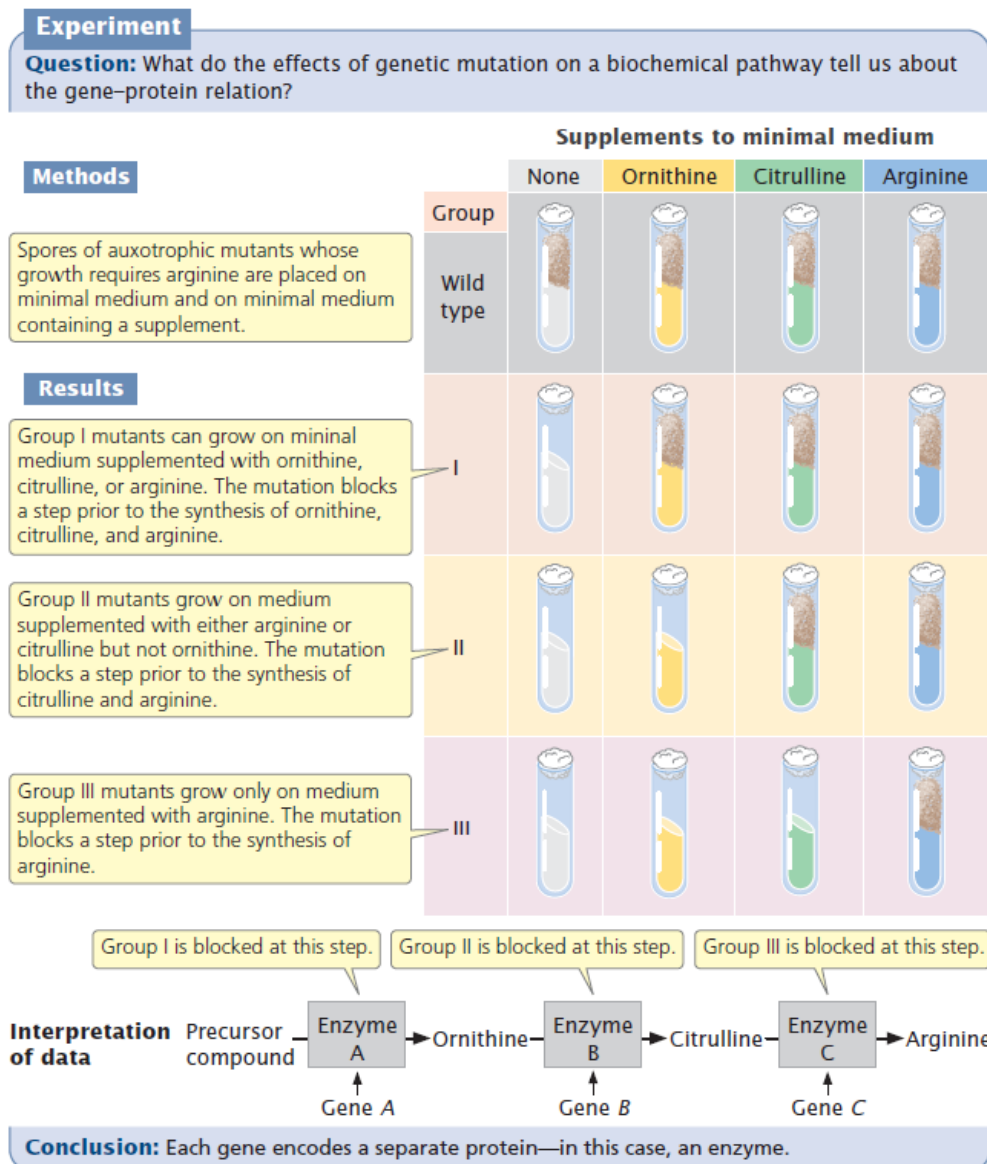 Experiment
Question: What do the effects of genetic mutation on a biochemical pathway tell us about
the gene–protein relation?
Supplements to minimal medium
Methods
None
Ornithine
Citrulline
Arginine
Group
Spores of auxotrophic mutants whose
growth requires arginine are placed on
minimal medium and on minimal medium
containing a supplement.
Wild
type
Results
Group I mutants can grow on mininal
medium supplemented with ornithine,
citrulline, or arginine. The mutation blocks
a step prior to the synthesis of ornithine,
citrulline, and arginine.
I
Group II mutants grow on medium
supplemented with either arginine or
citrulline but not ornithine. The mutation
blocks a step prior to the synthesis of
citrulline and arginine.
II
Group III mutants grow only on medium
supplemented with arginine. The mutation
blocks a step prior to the synthesis of
arginine.
III
Group I is blocked at this step.
Group II is blocked at this step.
Group III is blocked at this step.
Interpretation
of data
Precursor
compound
Enzyme
A
Ornithine
Enzyme
B
Citrulline
Enzyme
C
Arginine
Gene A
Gene B
Gene C
Conclusion: Each gene encodes a separate protein—in this case, an enzyme.